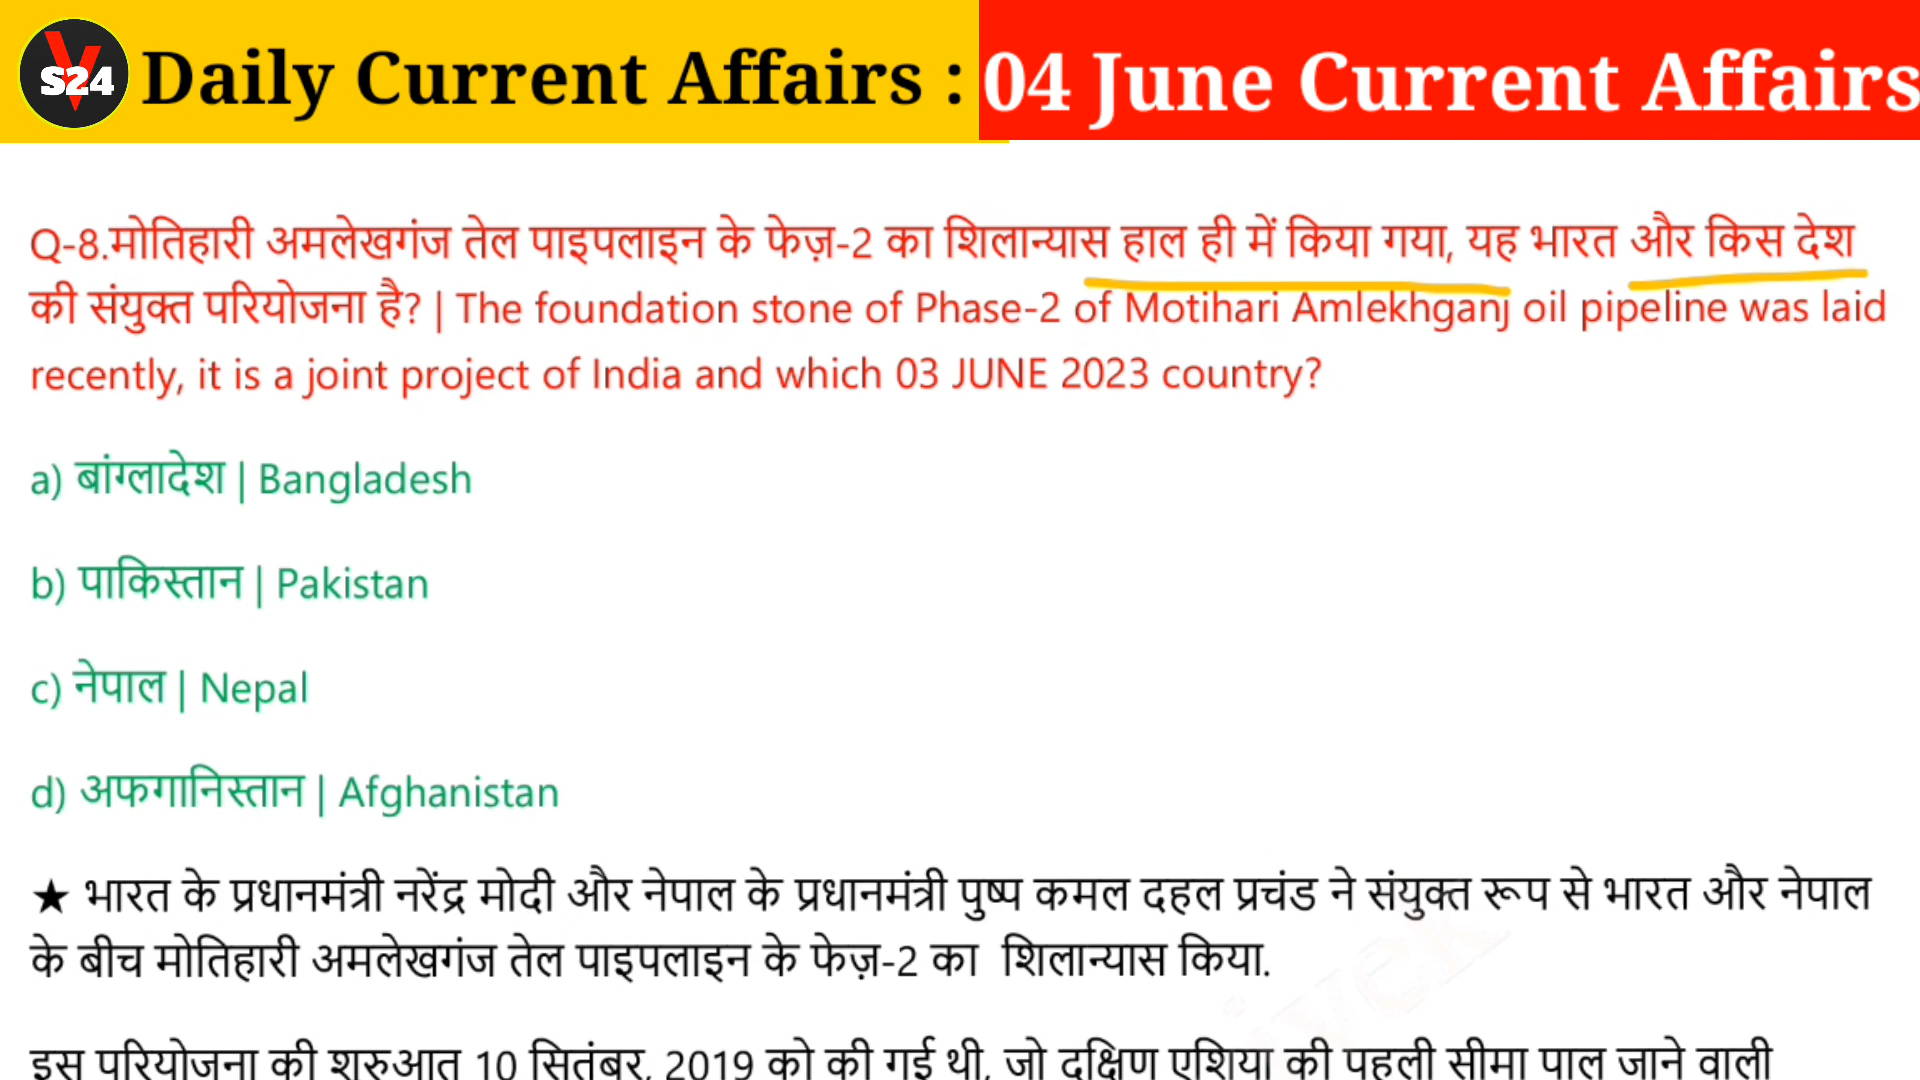 VS24 Daily Current Affairs : 04 June Current Affairs
Q-8.मोतिहारी अमलेखगंज तेल पाइपलाइन के फेज़-2 का शिलान्यास हाल ही में किया गया, यह भारत और किस देश
की संयुक्त परियोजना है? | The foundation stone of Phase-2 of Motihari Amlekhganj oil pipeline was laid
recently, it is a joint project of India and which 03 JUNE 2023 country?
a) बांग्लादेश | Bangladesh
b) पाकिस्तान | Pakistan
c) नेपाल | Nepal
d) अफगानिस्तान | Afghanistan
★ भारत के प्रधानमंत्री नरेंद्र मोदी और नेपाल के प्रधानमंत्री पुष्प कमल दहल प्रचंड ने संयुक्त रूप से भारत और नेपाल
के बीच मोतिहारी अमलेखगंज तेल पाइपलाइन के फेज़-2 का शिलान्यास किया.
इस परियोजना की शुरुआत 10 सितंबर, 2019 को की गई थी, जो दक्षिण एशिया की पहली सीमा पाल जाने वाली